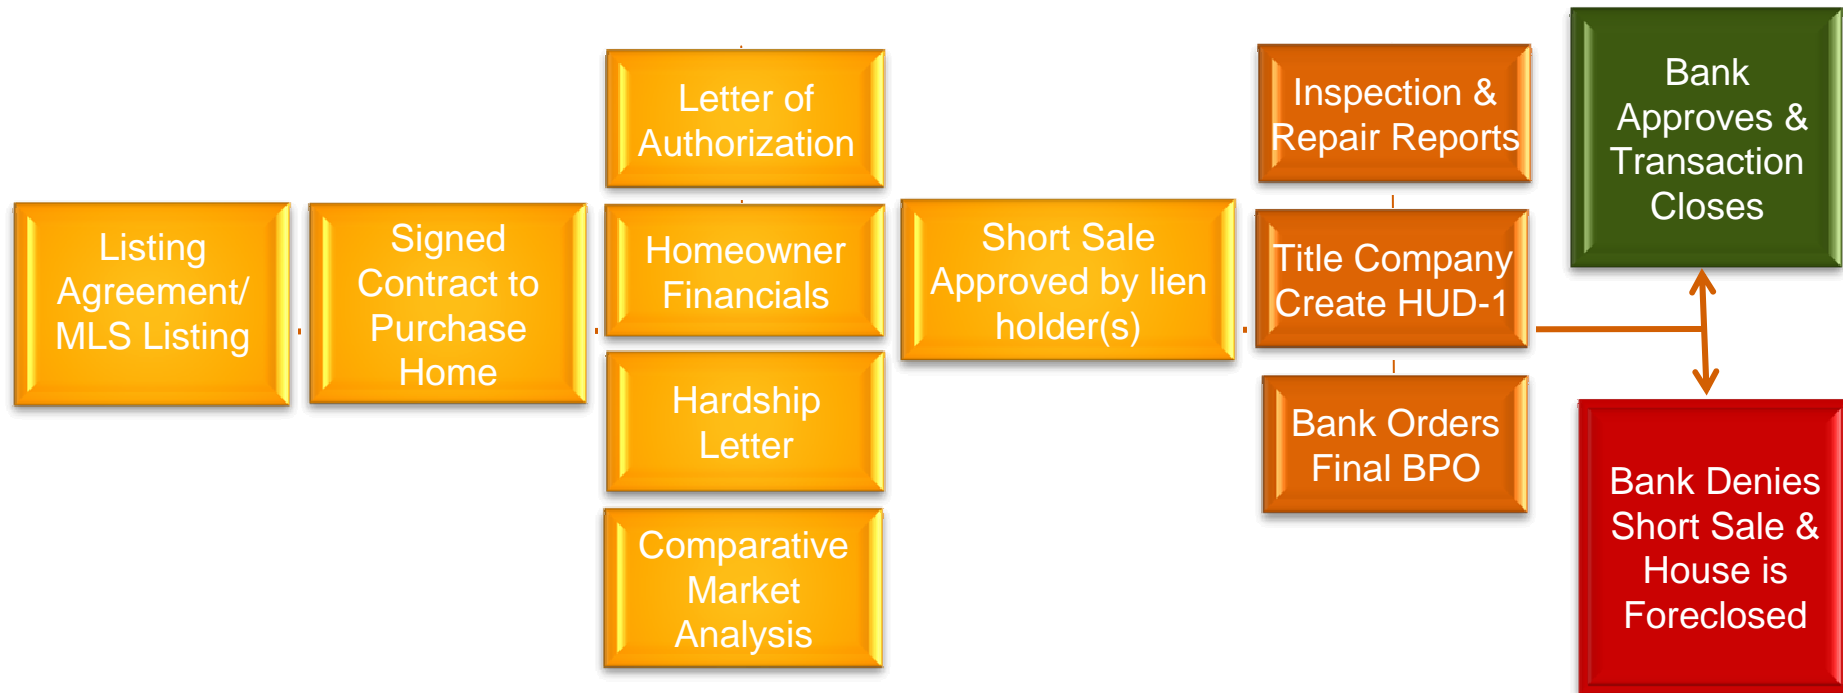 Listing
Agreement/
MLS Listing
Signed
Contract to
Purchase
Home
Letter of
Authorization
Homeowner
Financials
Hardship
Letter
Comparative
Market
Analysis
Short Sale
Approved by lien
holder(s)
Inspection &
Repair Reports
Title Company
Create HUD-1
Bank Orders
Final BPO
Bank
Approves &
Transaction
Closes
Bank Denies
Short Sale &
House is
Foreclosed